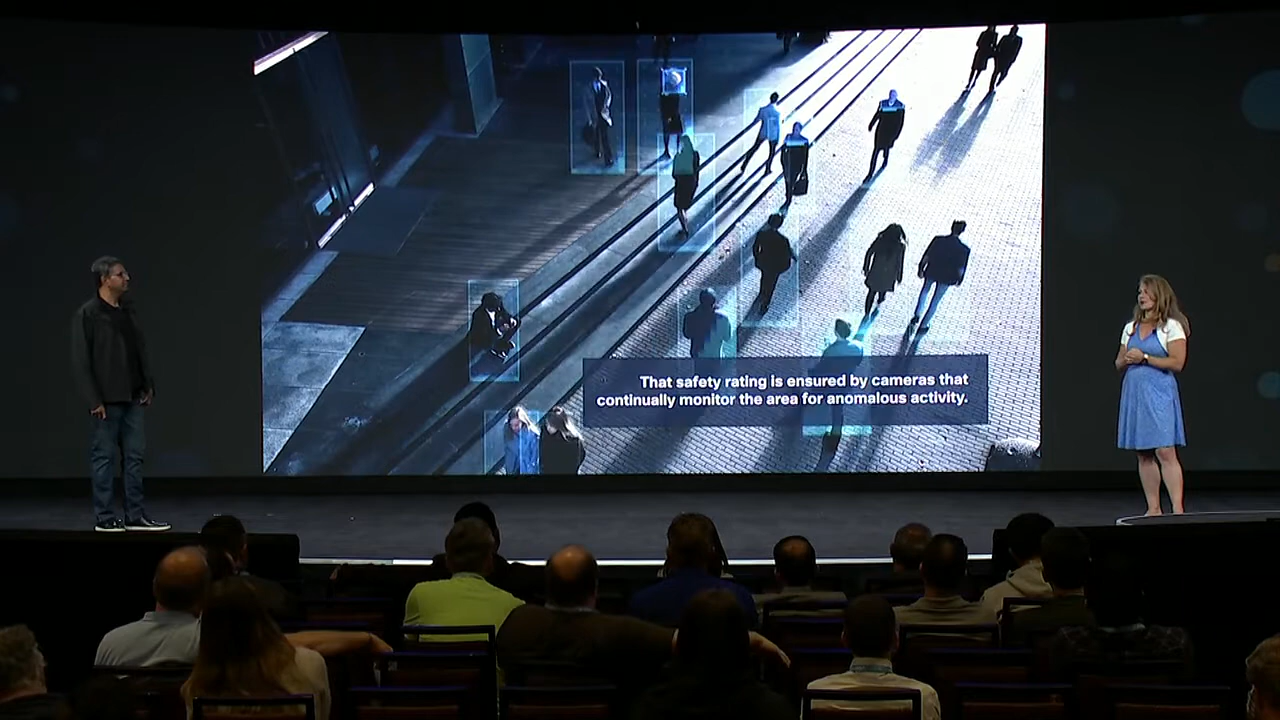 That safety rating is ensured by cameras that
continually monitor the area for anomalous activity.